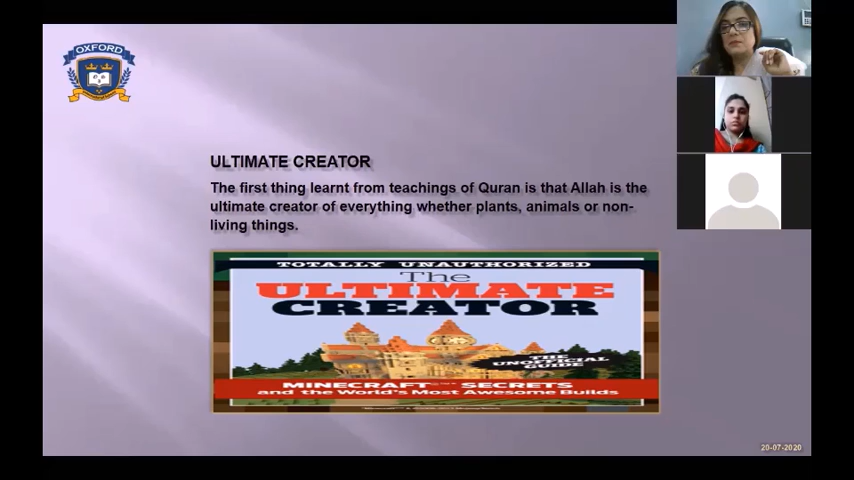 OXFORD
ULTIMATE CREATOR
The first thing learnt from teachings of Quran is that Allah is the
ultimate creator of everything whether plants, animals or non-
living things.
TOTALLY UNAUTHORIZED
The
ULTIMATE
CREATOR
THE
UNOFFICIAL
GUIDE
MINECRAFT SECRETS
and the World's Most Awesome Builds
20-07-2020